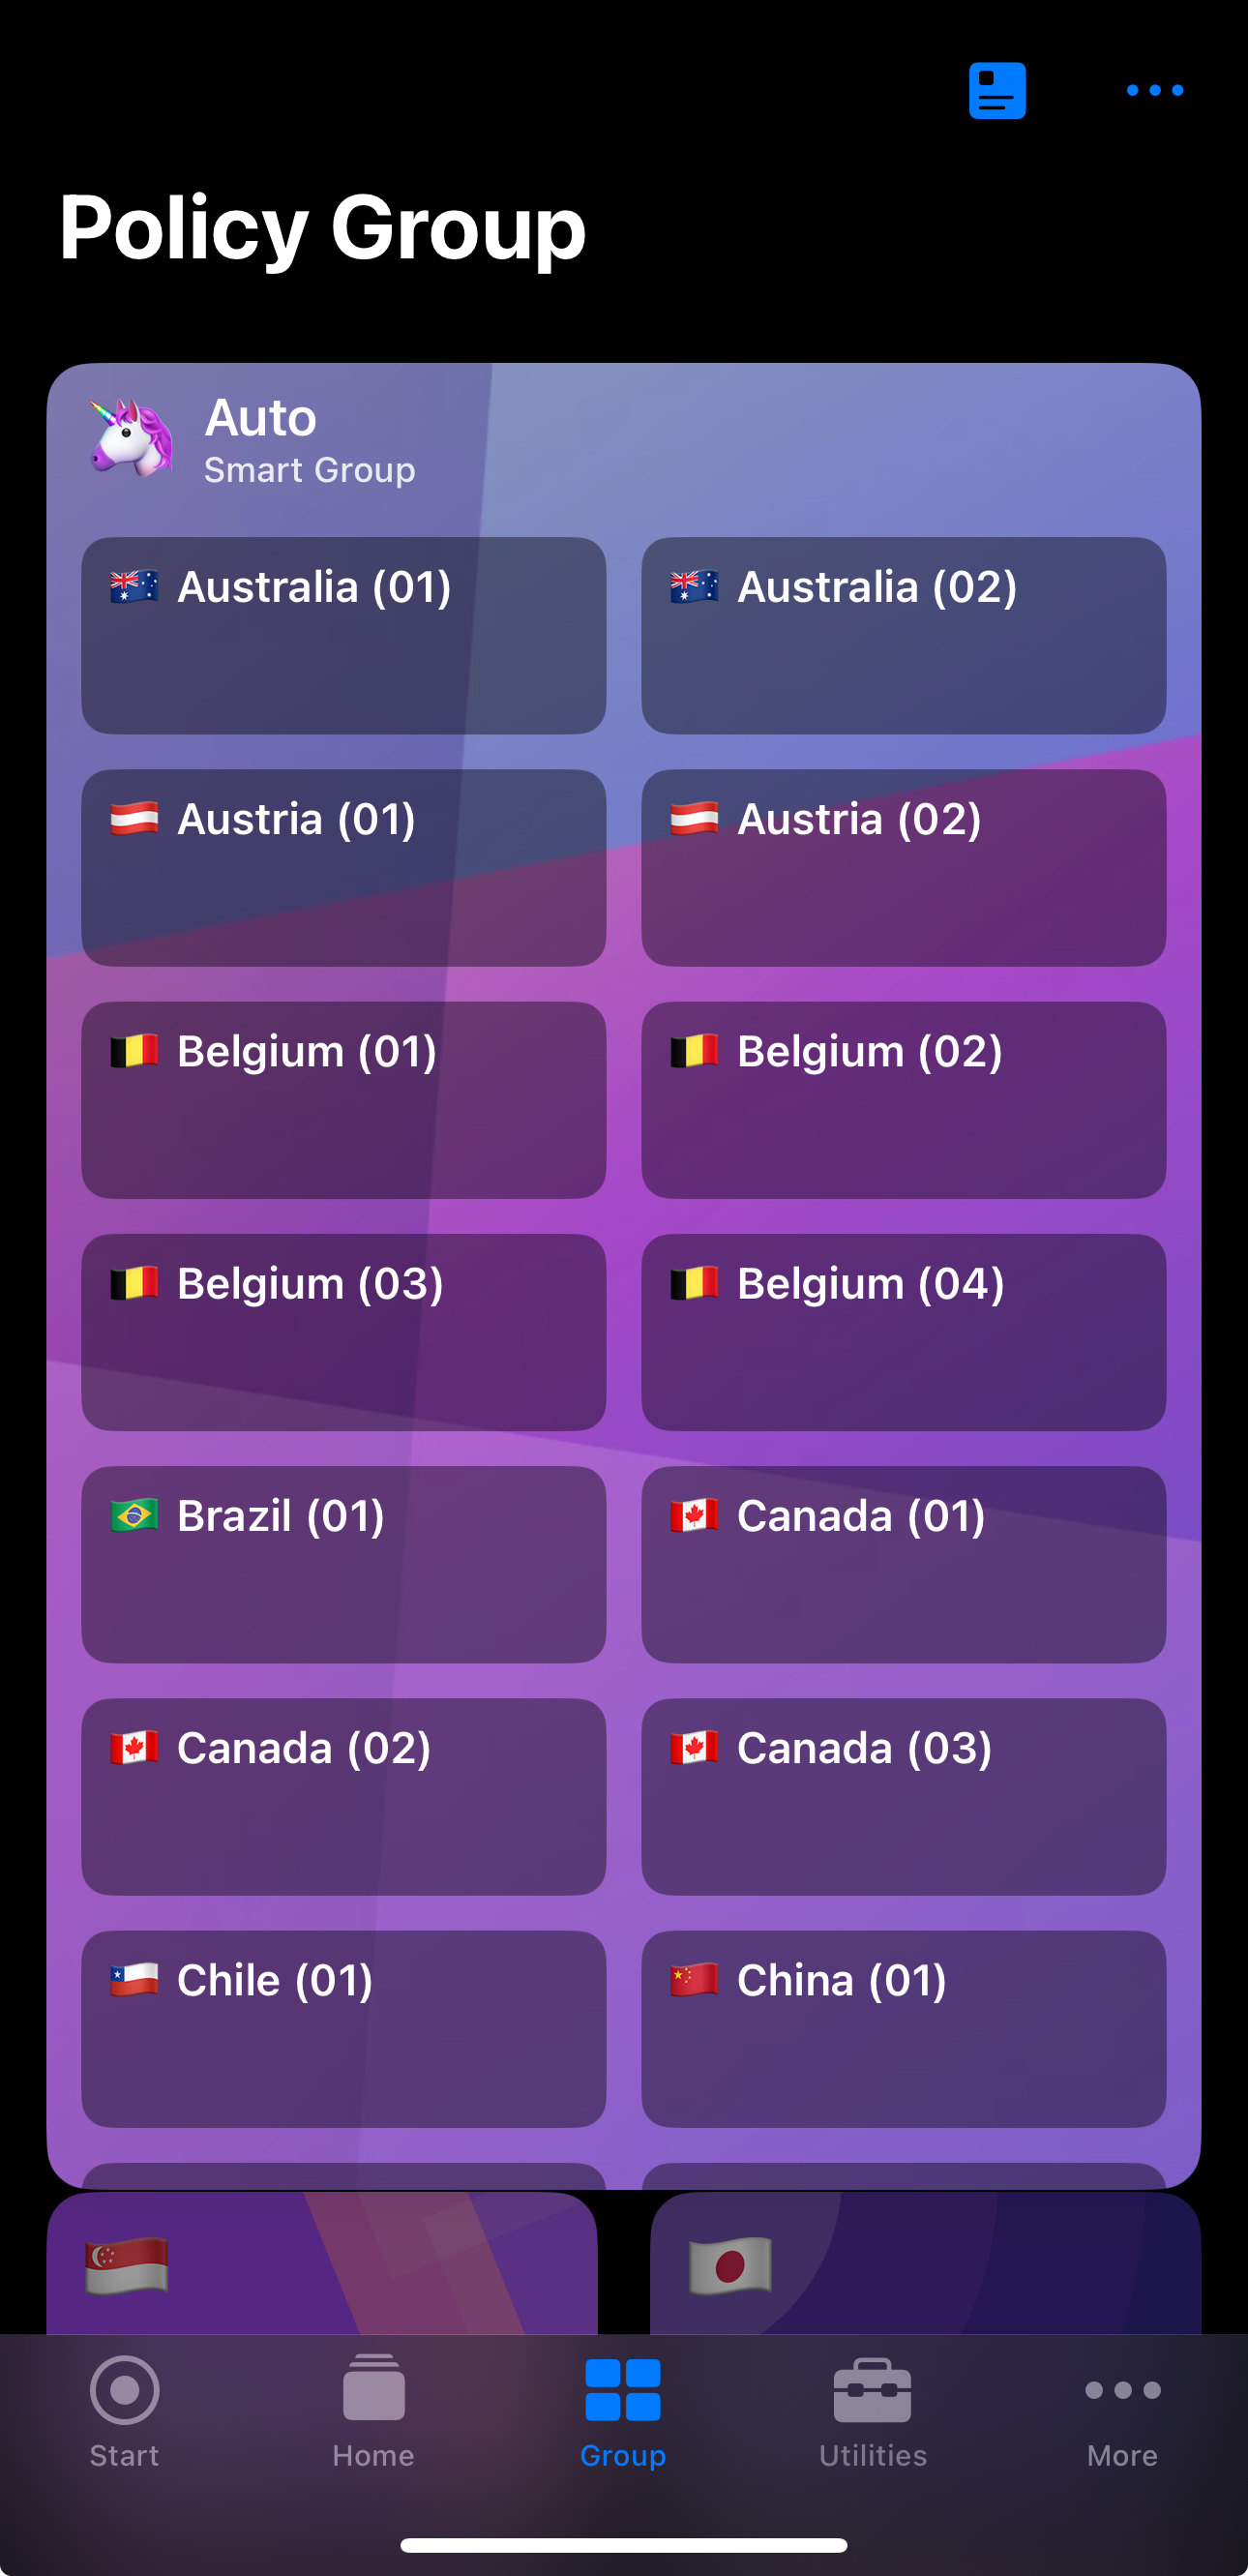 Policy Group
Auto
Smart Group
Australia (01)
Australia (02)
Austria (01)
Austria (02)
Belgium (01)
Belgium (02)
Belgium (03)
Belgium (04)
Brazil (01)
Canada (01)
Canada (02)
Canada (03)
Chile (01)
China (01)
Start
Home
Group
Utilities
More